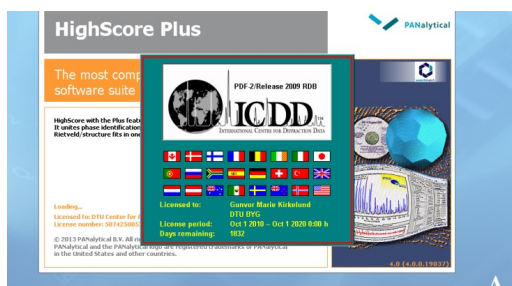 HighScore Plus
PANalytical
The most comp
software suite
PDF-2/Release 2009 RDB
ICDD™
INTERNATIONAL CENTRE FOR DIFFRACTION DATA
HighScore with the Plus feat
It unites phase identification
Rietveld/structure fits in one
Licensed to: Gunvor Marie Kirkelund
DTU BYG
License period: Oct 1 2010 – Oct 1 2020 0:00 h
Days remaining: 1832
Loading...
Licensed to: DTU Center for A
License number:
© 2013 PANalytical B.V. All ri
PANalytical and the PANalytical logo are registered trademarks of PANalytical
in the United States and other countries.
4.0 (4.0.0.19037)